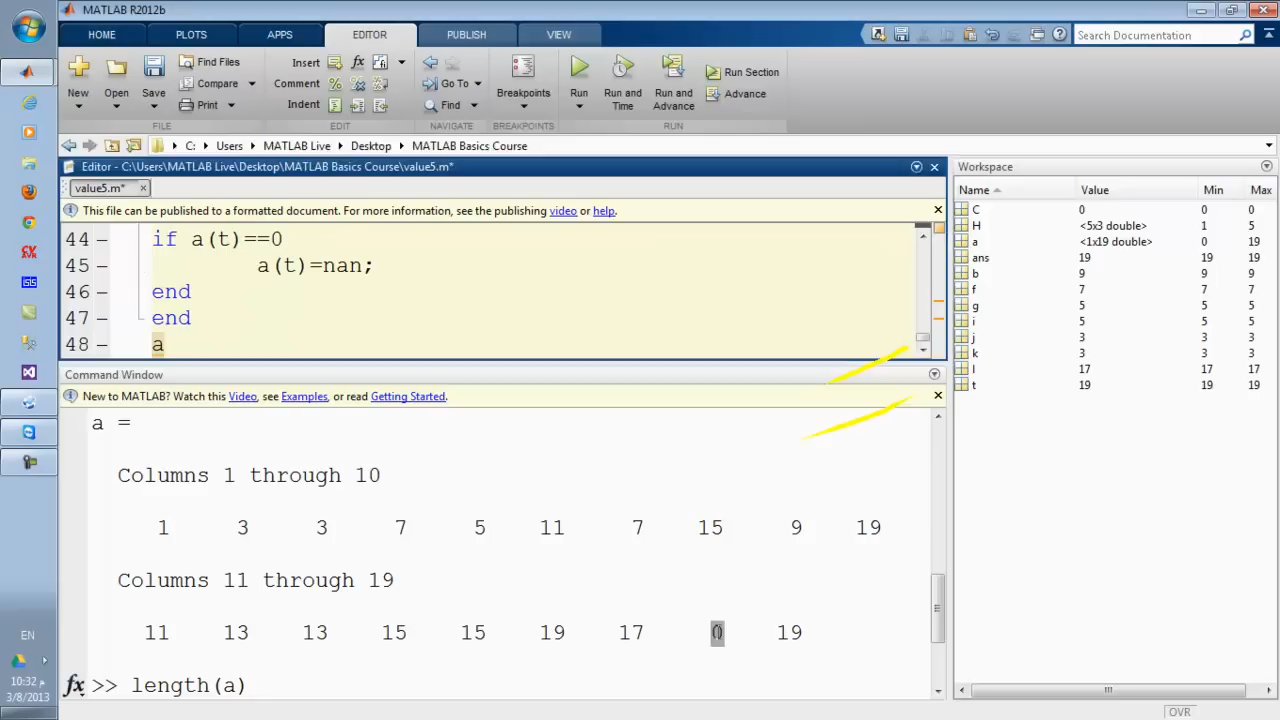 MATLAB R2012b
HOME PLOTS APPS EDITOR PUBLISH VIEW Search Documentation
New Open Save Find Files Compare Print Insert Comment Indent fx Go To Find Breakpoints Run Run and Time Run and Advance Run Section Advance
FILE EDIT NAVIGATE BREAKPOINTS RUN
C: Users MATLAB Live Desktop MATLAB Basics Course
Editor - C:\Users\MATLAB Live\Desktop\MATLAB Basics Course\value5.m*
value5.m*
This file can be published to a formatted document. For more information, see the publishing video or help.
44 – if a(t)==0
45 – a(t)=nan;
46 – end
47 – end
48 – a
Command Window
New to MATLAB? Watch this Video, see Examples, or read Getting Started.
a =
Columns 1 through 10
1 3 3 7 5 11 7 15 9 19
Columns 11 through 19
11 13 13 15 15 19 17 0 19
fx >> length(a)
Workspace
Name Value Min Max
C 0 0 0
H <5x3 double> 1 5
a <1x19 double> 0 19
ans 19 19 19
b 9 9 9
f 7 7 7
g 5 5 5
i 5 5 5
j 3 3 3
k 3 3 3
l 17 17 17
t 19 19 19
OVR
EN
10:32 م
3/8/2013